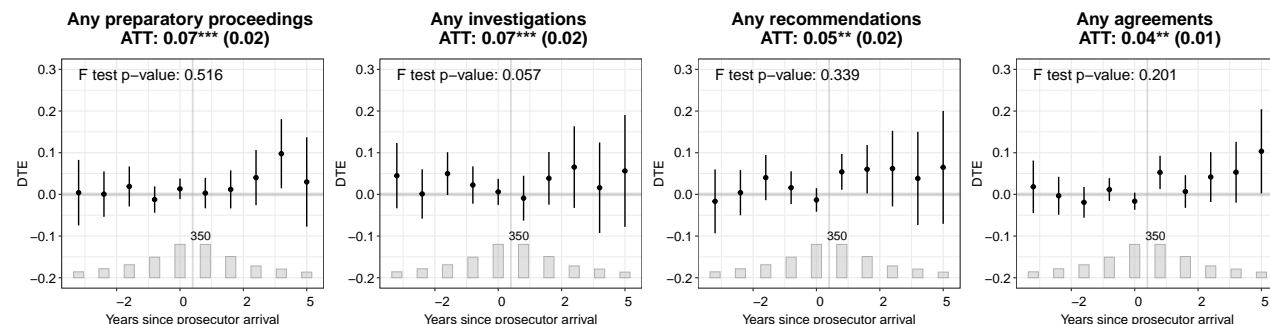 Any preparatory proceedings
ATT: 0.07*** (0.02)
F test p−value: 0.516
0.3
0.2
0.1
0.0
−0.1
−0.2
DTE
350
−2
0
2
5
Years since prosecutor arrival
Any investigations
ATT: 0.07*** (0.02)
F test p−value: 0.057
0.3
0.2
0.1
0.0
−0.1
−0.2
DTE
350
−2
0
2
5
Years since prosecutor arrival
Any recommendations
ATT: 0.05** (0.02)
F test p−value: 0.339
0.3
0.2
0.1
0.0
−0.1
−0.2
DTE
350
−2
0
2
5
Years since prosecutor arrival
Any agreements
ATT: 0.04** (0.01)
F test p−value: 0.201
0.3
0.2
0.1
0.0
−0.1
−0.2
DTE
350
−2
0
2
5
Years since prosecutor arrival